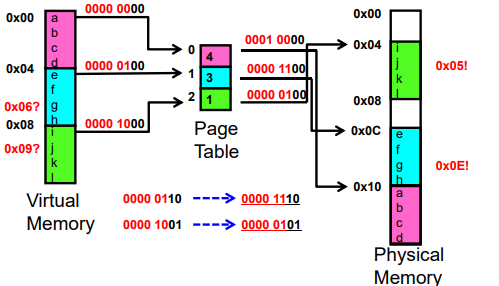 0x00
a
b
c
d
0x04
e
f
g
h
0x06?
0x08
i
j
k
l
0x09?
Virtual
Memory
0000 0000
0000 0100
0000 1000
0
1
2
4
3
1
Page
Table
0001 0000
0000 1100
0000 0100
0x00
0x04
i
j
k
l
0x05!
0x08
0x0C
e
f
g
h
0x0E!
0x10
a
b
c
d
Physical
Memory
0000 0110
0000 1110
0000 1001
0000 0101